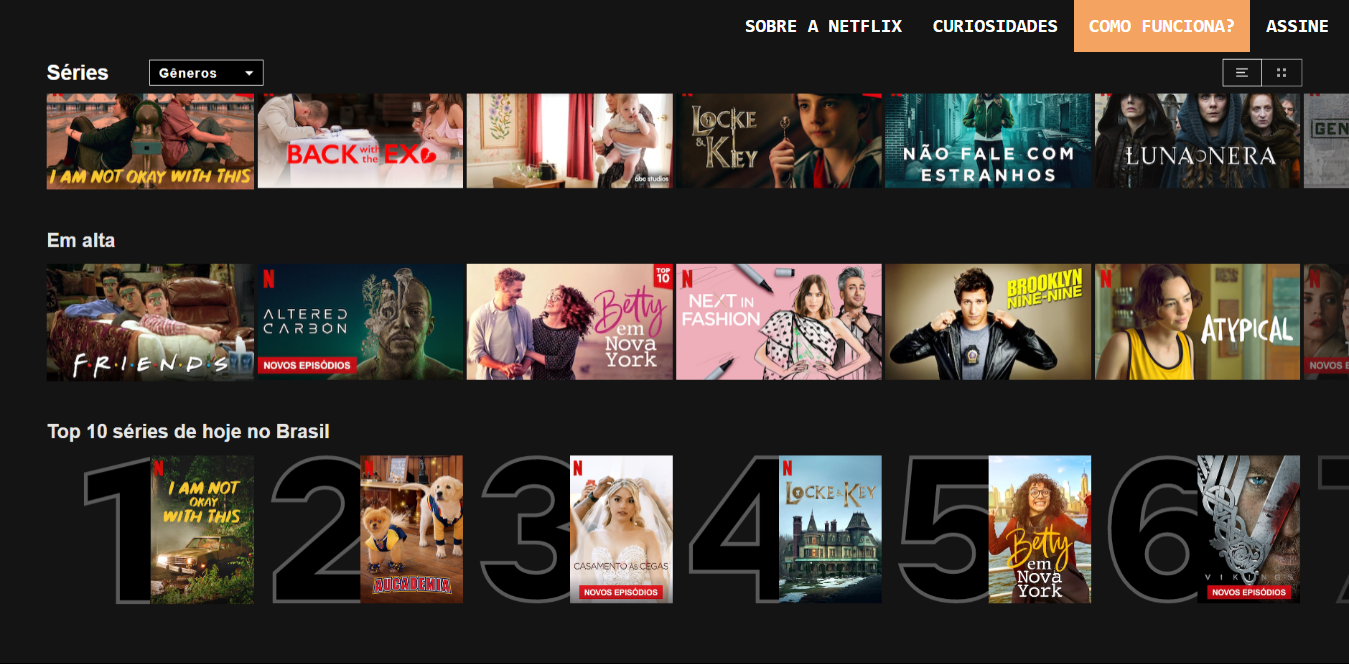 SOBRE A NETFLIX CURIOSIDADES COMO FUNCIONA? ASSINE
Séries Gêneros
I AM NOT OKAY WITH THIS
BACK with the EX
bbc studios
LOCKE & KEY
NÃO FALE COM
ESTRANHOS
LUNA NERA
GEN
Em alta
FRIENDS
N
ALTERED
CARBON
NOVOS EPISÓDIOS
TOP
10
Betty
em
Nova
York
N
NEXT IN
FASHION
BROOKLYN
NINE-NINE
N
ATYPICAL
N
NOVOS E
Top 10 séries de hoje no Brasil
1
N
I AM NOT
OKAY
WITH THIS
2
N
AUCADEMIA
3
N
CASAMENTO ÀS CEGAS
NOVOS EPISÓDIOS
4
N
LOCKE & KEY
5
Betty
em
Nova
York
6
VIKINGS
NOVOS EPISÓDIOS
7